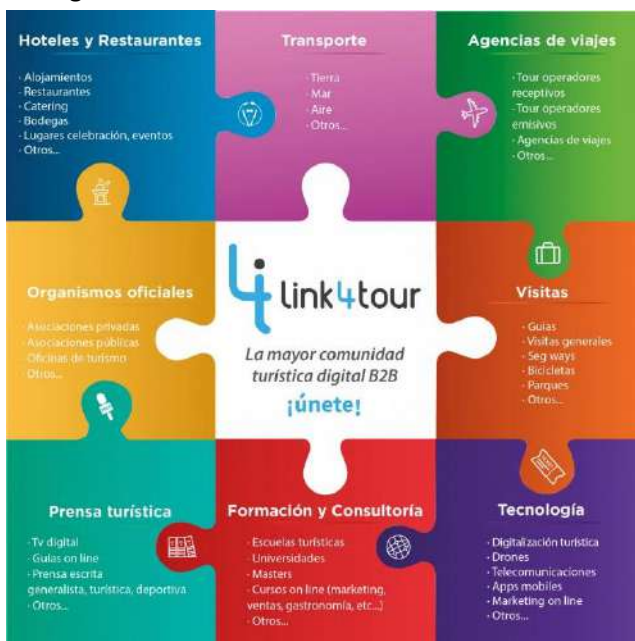 Hoteles y Restaurantes
· Alojamientos
· Restaurantes
· Catering
· Bodegas
· Lugares celebración, eventos
· Otros...
Transporte
· Tierra
· Mar
· Aire
· Otros...
Agencias de viajes
· Tour operadores
receptivos
· Tour operadores
emisivos
· Agencias de viajes
· Otros...
Organismos oficiales
· Asociaciones privadas
· Asociaciones públicas
· Oficinas de turismo
· Otros...
link4tour
La mayor comunidad
turística digital B2B
¡únete!
Visitas
· Guías
· Visitas generales
· Seg ways
· Bicicletas
· Parques
· Otros...
Prensa turística
· Tv digital
· Guías on line
· Prensa escrita
generalista, turística, deportiva
· Otros...
Formación y Consultoría
· Escuelas turísticas
· Universidades
· Masters
· Cursos on line (marketing,
ventas, gastronomía, etc...)
· Otros...
Tecnología
· Digitalización turística
· Drones
· Telecomunicaciones
· Apps mobiles
· Marketing on line
· Otros...